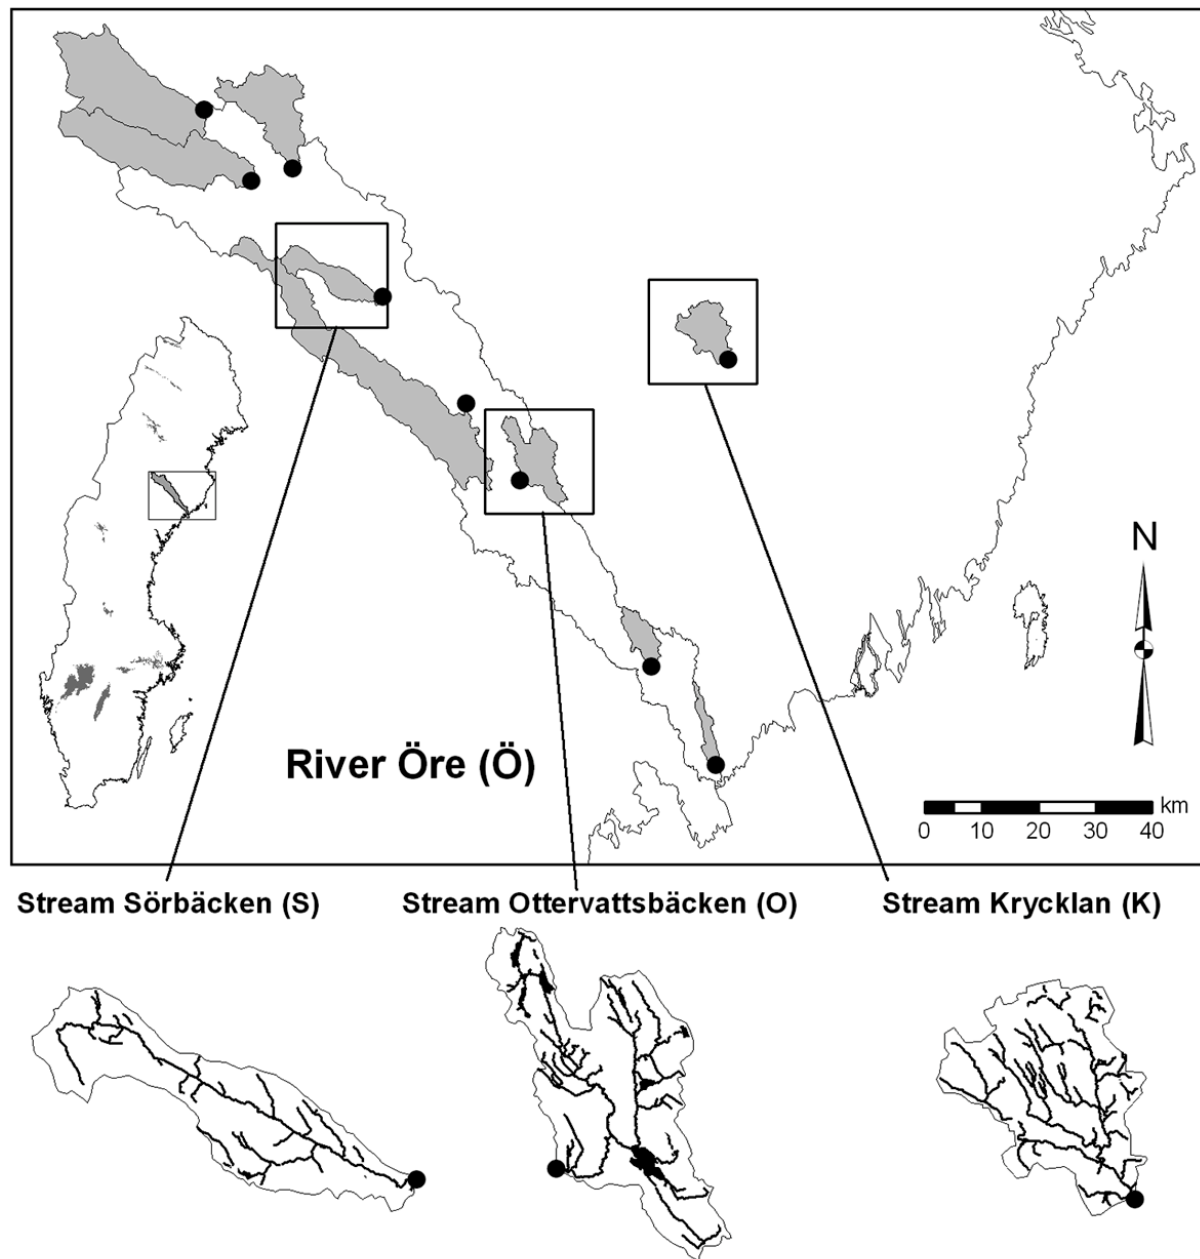 N
River Öre (Ö)
km
0 10 20 30 40
Stream Sörbäcken (S) Stream Ottervattsbäcken (O) Stream Krycklan (K)